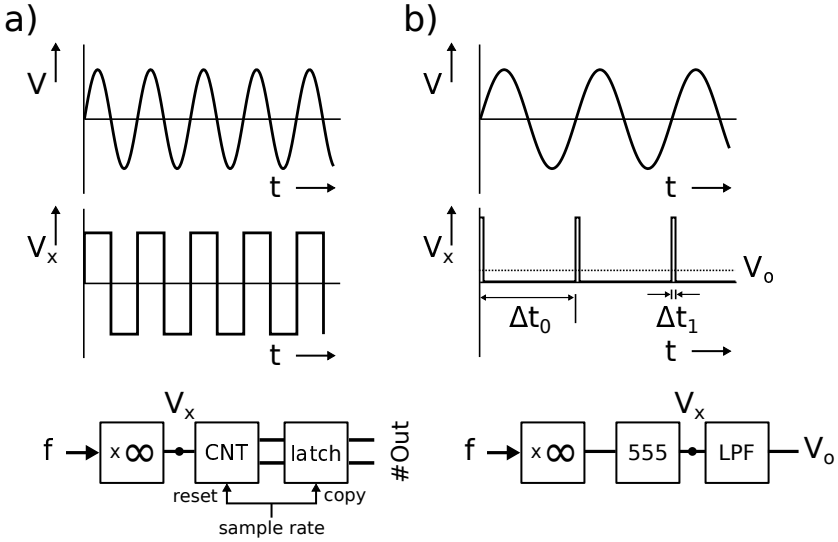 a)
V
t
Vx
t
Vx
f
x ∞
CNT
latch
#Out
reset
copy
sample rate
b)
V
t
Vx
Vo
Δt0
Δt1
t
Vx
f
x ∞
555
LPF
Vo